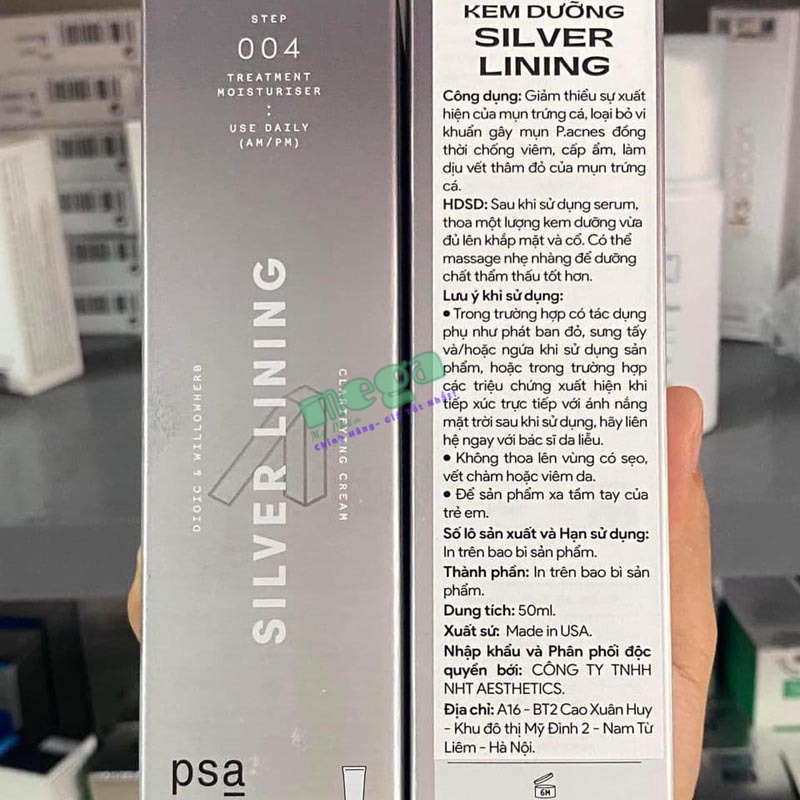 STEP
004
TREATMENT
MOISTURISER
:
USE DAILY
(AM/PM)
SILVER LINING
DIOIC & WILLOWHERB
CLARIFYING CREAM
mega
Chính Hãng- Giá Tốt Nhất!
psa
KEM DƯỠNG
SILVER
LINING
Công dụng: Giảm thiểu sự xuất
hiện của mụn trứng cá, loại bỏ vi
khuẩn gây mụn P.acnes đồng
thời chống viêm, cấp ẩm, làm
dịu vết thâm đỏ của mụn trứng
cá.
HDSD: Sau khi sử dụng serum,
thoa một lượng kem dưỡng vừa
đủ lên khắp mặt và cổ. Có thể
massage nhẹ nhàng để dưỡng
chất thẩm thấu tốt hơn.
Lưu ý khi sử dụng:
• Trong trường hợp có tác dụng
phụ như phát ban đỏ, sưng tấy
và/hoặc ngứa khi sử dụng sản
phẩm, hoặc trong trường hợp
các triệu chứng xuất hiện khi
tiếp xúc trực tiếp với ánh nắng
mặt trời sau khi sử dụng, hãy liên
hệ ngay với bác sĩ da liễu.
• Không thoa lên vùng có sẹo,
vết chàm hoặc viêm da.
• Để sản phẩm xa tầm tay của
trẻ em.
Số lô sản xuất và Hạn sử dụng:
In trên bao bì sản phẩm.
Thành phần: In trên bao bì sản
phẩm.
Dung tích: 50ml.
Xuất sứ: Made in USA.
Nhập khẩu và Phân phối độc
quyền bởi: CÔNG TY TNHH
NHT AESTHETICS.
Địa chỉ: A16 - BT2 Cao Xuân Huy
- Khu đô thị Mỹ Đình 2 - Nam Từ
Liêm - Hà Nội.
6M